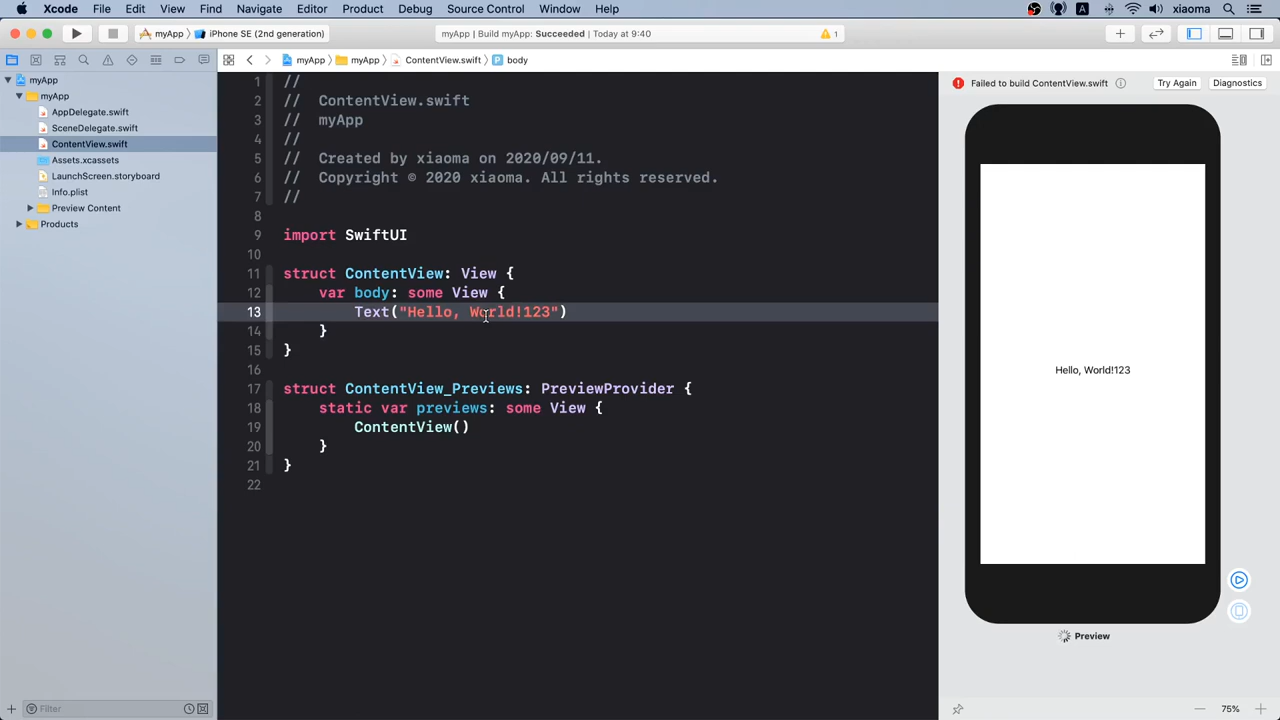 Xcode File Edit View Find Navigate Editor Product Debug Source Control Window Help A xiaoma
myApp iPhone SE (2nd generation) myApp | Build myApp: Succeeded | Today at 9:40 1
myApp myApp ContentView.swift P body
myApp
myApp
AppDelegate.swift
SceneDelegate.swift
ContentView.swift
Assets.xcassets
LaunchScreen.storyboard
Info.plist
Preview Content
Products
Filter
1 //
2 // ContentView.swift
3 // myApp
4 //
5 // Created by xiaoma on 2020/09/11.
6 // Copyright © 2020 xiaoma. All rights reserved.
7 //
8
9 import SwiftUI
10
11 struct ContentView: View {
12 var body: some View {
13 Text("Hello, World!123")
14 }
15 }
16
17 struct ContentView_Previews: PreviewProvider {
18 static var previews: some View {
19 ContentView()
20 }
21 }
22
Failed to build ContentView.swift Try Again Diagnostics
Hello, World!123
Preview
75%